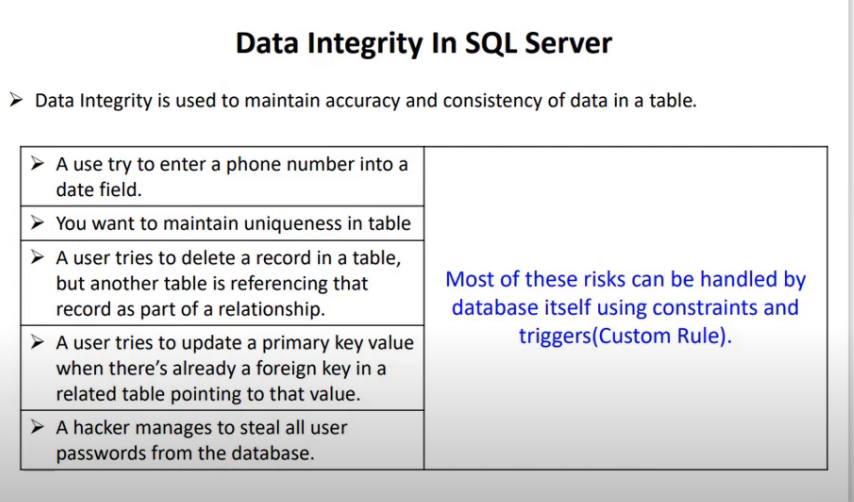 Data Integrity In SQL Server
➢ Data Integrity is used to maintain accuracy and consistency of data in a table.
➢ A use try to enter a phone number into a
date field.
➢ You want to maintain uniqueness in table
➢ A user tries to delete a record in a table,
but another table is referencing that
record as part of a relationship.
➢ A user tries to update a primary key value
when there’s already a foreign key in a
related table pointing to that value.
➢ A hacker manages to steal all user
passwords from the database.
Most of these risks can be handled by
database itself using constraints and
triggers(Custom Rule).